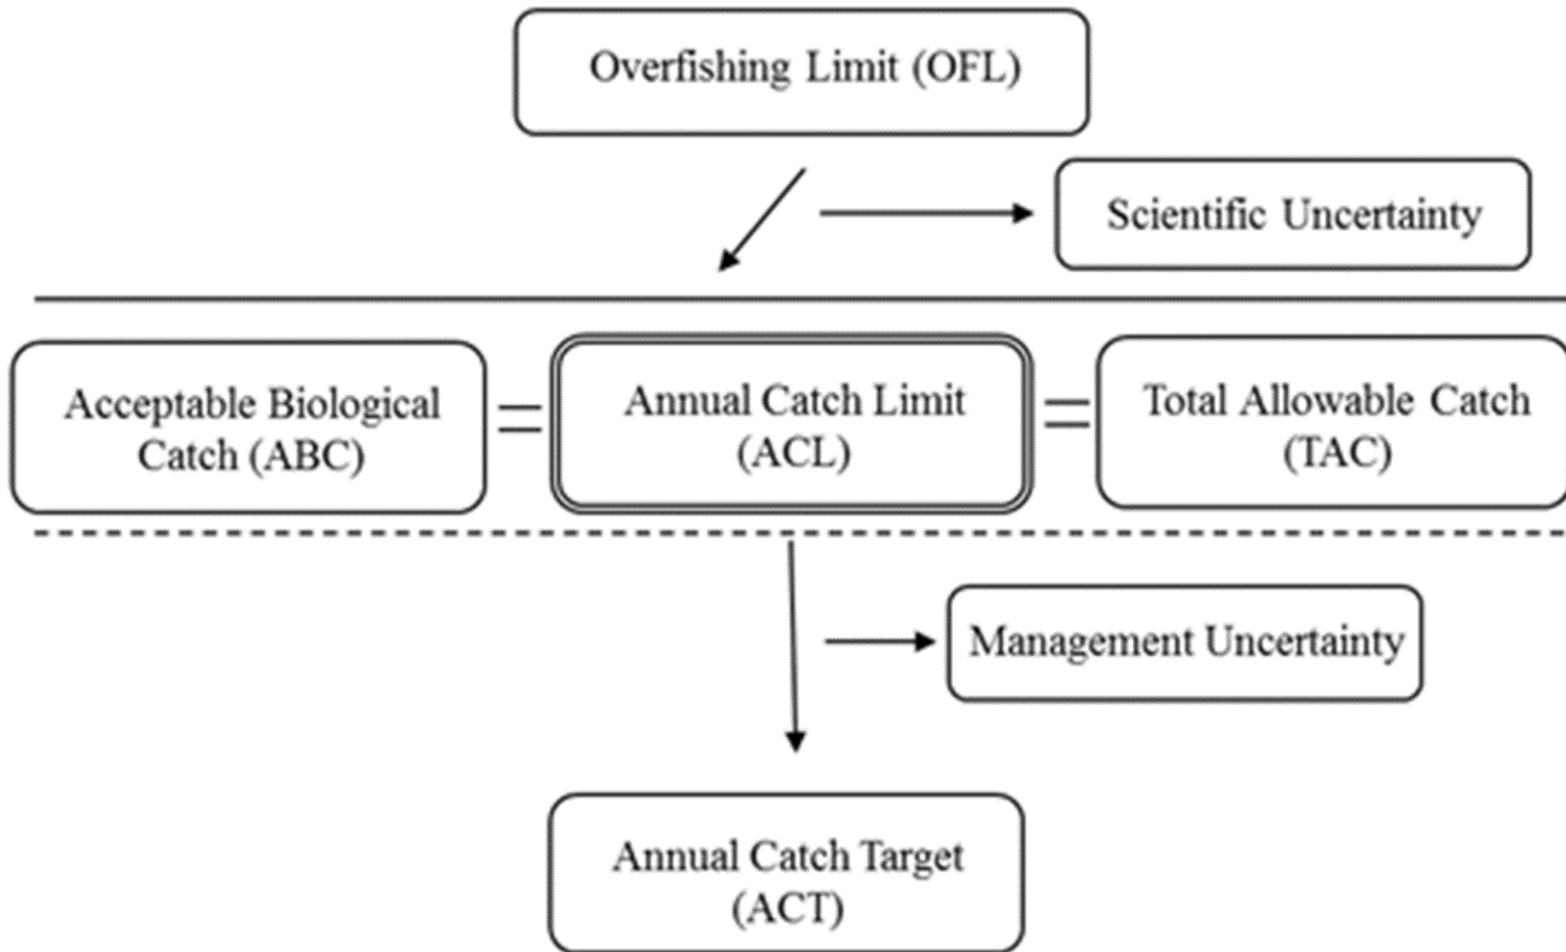 Overfishing Limit (OFL)
Scientific Uncertainty
Acceptable Biological
Catch (ABC)
=
Annual Catch Limit
(ACL)
=
Total Allowable Catch
(TAC)
Management Uncertainty
Annual Catch Target
(ACT)